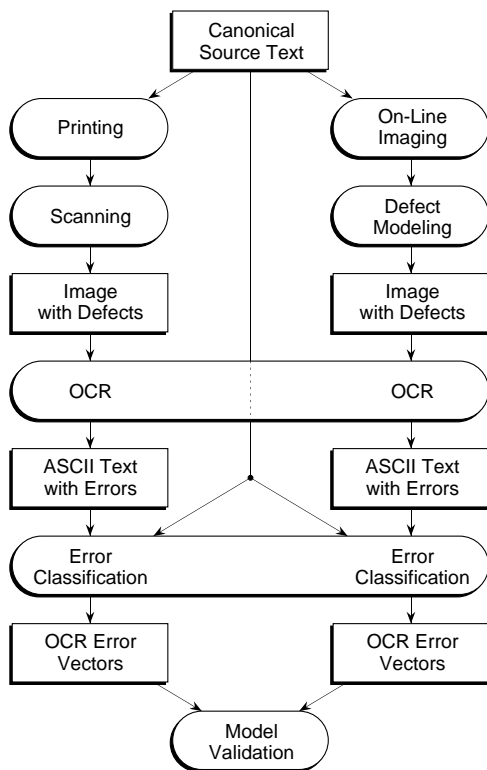 Canonical
Source Text
Printing
On-Line
Imaging
Scanning
Defect
Modeling
Image
with Defects
Image
with Defects
OCR
OCR
ASCII Text
with Errors
ASCII Text
with Errors
Error
Classification
Error
Classification
OCR Error
Vectors
OCR Error
Vectors
Model
Validation